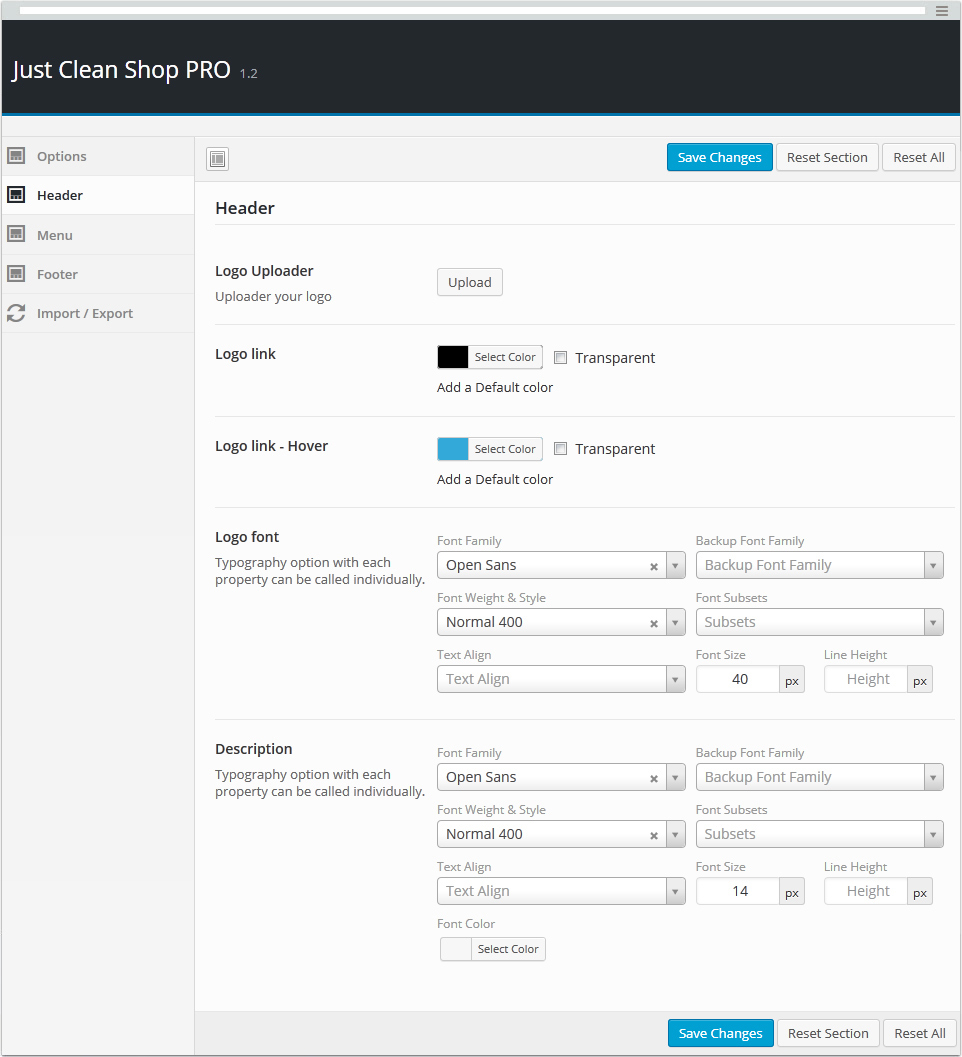 Just Clean Shop PRO 1.2
Options
Header
Menu
Footer
Import / Export
Save Changes Reset Section Reset All
Header
Logo Uploader
Uploader your logo
Upload
Logo link
Select Color Transparent
Add a Default color
Logo link - Hover
Select Color Transparent
Add a Default color
Logo font
Typography option with each
property can be called individually.
Font Family Backup Font Family
Open Sans Backup Font Family
Font Weight & Style Font Subsets
Normal 400 Subsets
Text Align Font Size Line Height
Text Align 40 px Height px
Description
Typography option with each
property can be called individually.
Font Family Backup Font Family
Open Sans Backup Font Family
Font Weight & Style Font Subsets
Normal 400 Subsets
Text Align Font Size Line Height
Text Align 14 px Height px
Font Color
Select Color
Save Changes Reset Section Reset All